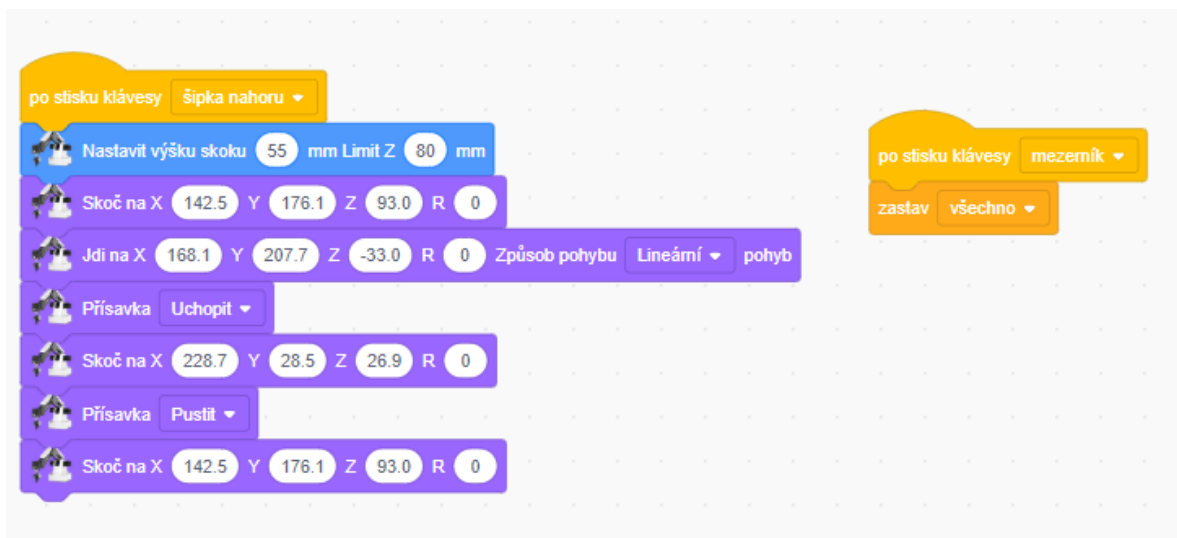 po stisku klávesy šipka nahoru
Nastavit výšku skoku 55 mm Limit Z 80 mm
Skoč na X 142.5 Y 176.1 Z 93.0 R 0
Jdi na X 168.1 Y 207.7 Z -33.0 R 0 Způsob pohybu Lineární pohyb
Přísavka Uchopit
Skoč na X 228.7 Y 28.5 Z 26.9 R 0
Přísavka Pustit
Skoč na X 142.5 Y 176.1 Z 93.0 R 0
po stisku klávesy mezerník
zastav všechno